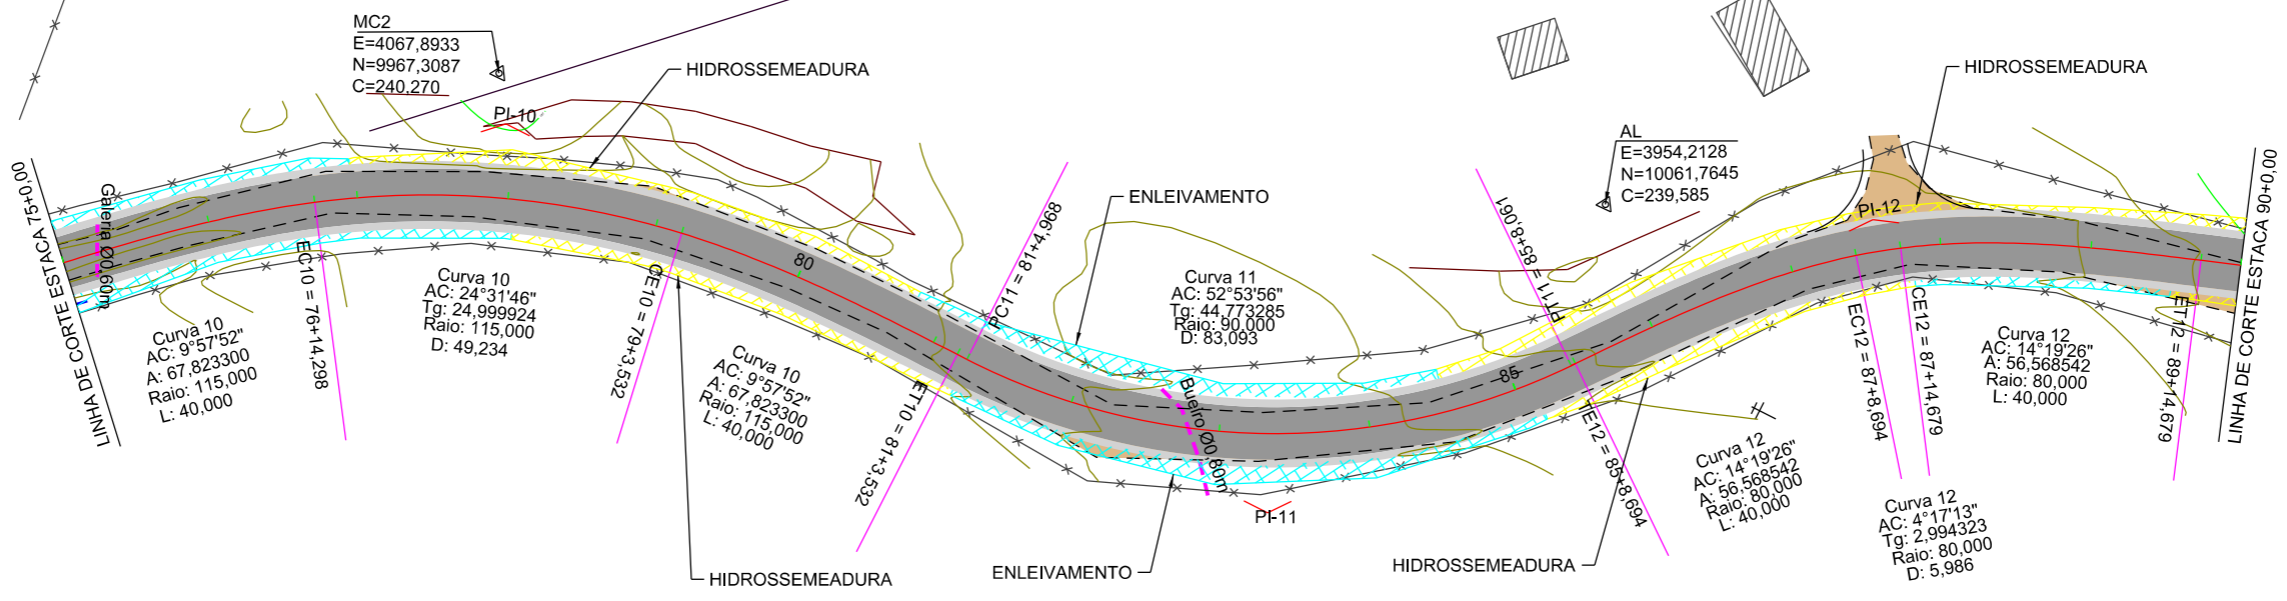 MC2
E=4067,8933
N=9967,3087
C=240,270
HIDROSSEMEADURA
PI-10
LINHA DE CORTE ESTACA 75+0,00
Galeria Ø0,60m
Curva 10
AC: 9°57'52"
A: 67,823300
Raio: 115,000
L: 40,000
EC10 = 76+14,298
Curva 10
AC: 24°31'46"
Tg: 24,999924
Raio: 115,000
D: 49,234
CE10 = 79+3,532
Curva 10
AC: 9°57'52"
A: 67,823300
Raio: 115,000
L: 40,000
80
HIDROSSEMEADURA
ET10 = 81+3,532
PC11 = 81+4,968
ENLEIVAMENTO
Curva 11
AC: 52°53'56"
Tg: 44,773285
Raio: 90,000
D: 83,093
Bueiro Ø0,80m
PI-11
ENLEIVAMENTO
85
PI11 = 85+8,061
TE12 = 85+8,694
HIDROSSEMEADURA
AL
E=3954,2128
N=10061,7645
C=239,585
HIDROSSEMEADURA
PI-12
Curva 12
AC: 14°19'26"
A: 56,568542
Raio: 80,000
L: 40,000
EC12 = 87+8,694
CE12 = 87+14,679
Curva 12
AC: 4°17'13"
Tg: 2,994323
Raio: 80,000
D: 5,986
Curva 12
AC: 14°19'26"
A: 56,568542
Raio: 80,000
L: 40,000
ET12 = 89+14,679
LINHA DE CORTE ESTACA 90+0,00